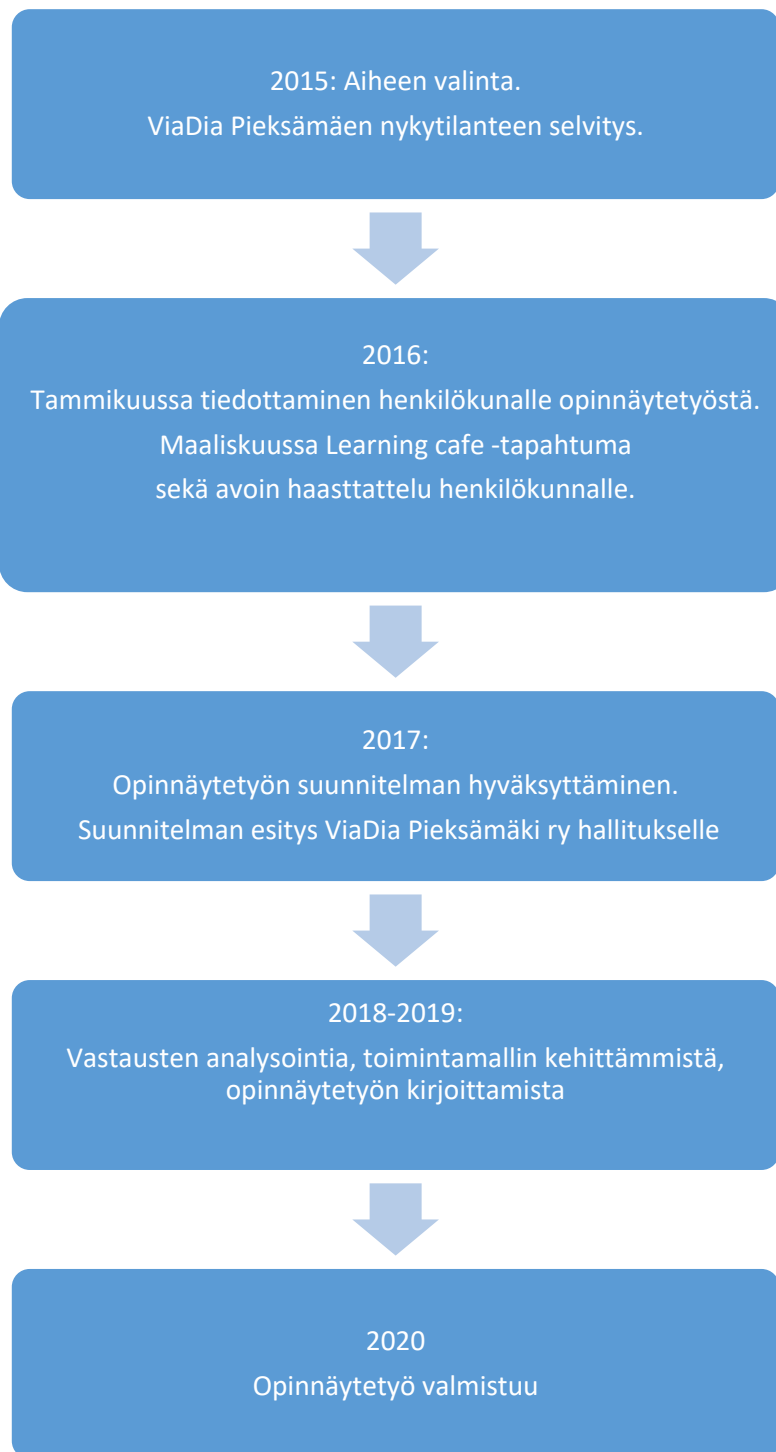 2015: Aiheen valinta.
ViaDia Pieksämäen nykytilanteen selvitys.
2016:
Tammikuussa tiedottaminen henkilökunalle opinnäytetyöstä.
Maaliskuussa Learning cafe -tapahtuma
sekä avoin haasttattelu henkilökunnalle.
2017:
Opinnäytetyön suunnitelman hyväksyttäminen.
Suunnitelman esitys ViaDia Pieksämäki ry hallitukselle
2018-2019:
Vastausten analysointia, toimintamallin kehittämmistä,
opinnäytetyön kirjoittamista
2020
Opinnäytetyö valmistuu